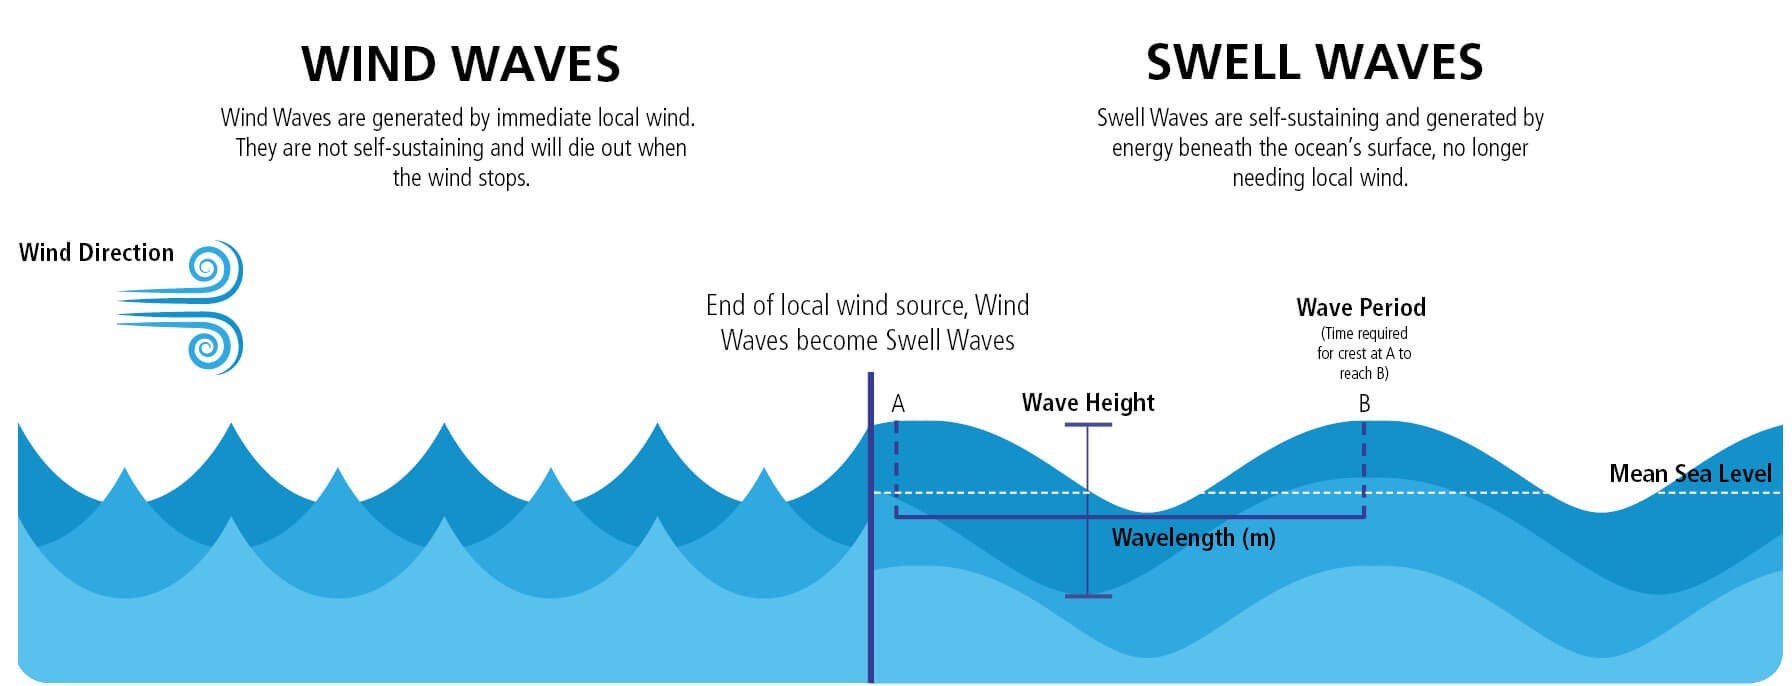 WIND WAVES
Wind Waves are generated by immediate local wind.
They are not self-sustaining and will die out when
the wind stops.
SWELL WAVES
Swell Waves are self-sustaining and generated by
energy beneath the ocean's surface, no longer
needing local wind.
Wind Direction
End of local wind source, Wind
Waves become Swell Waves
Wave Period
(Time required
for crest at A to
reach B)
A
Wave Height
B
Mean Sea Level
Wavelength (m)